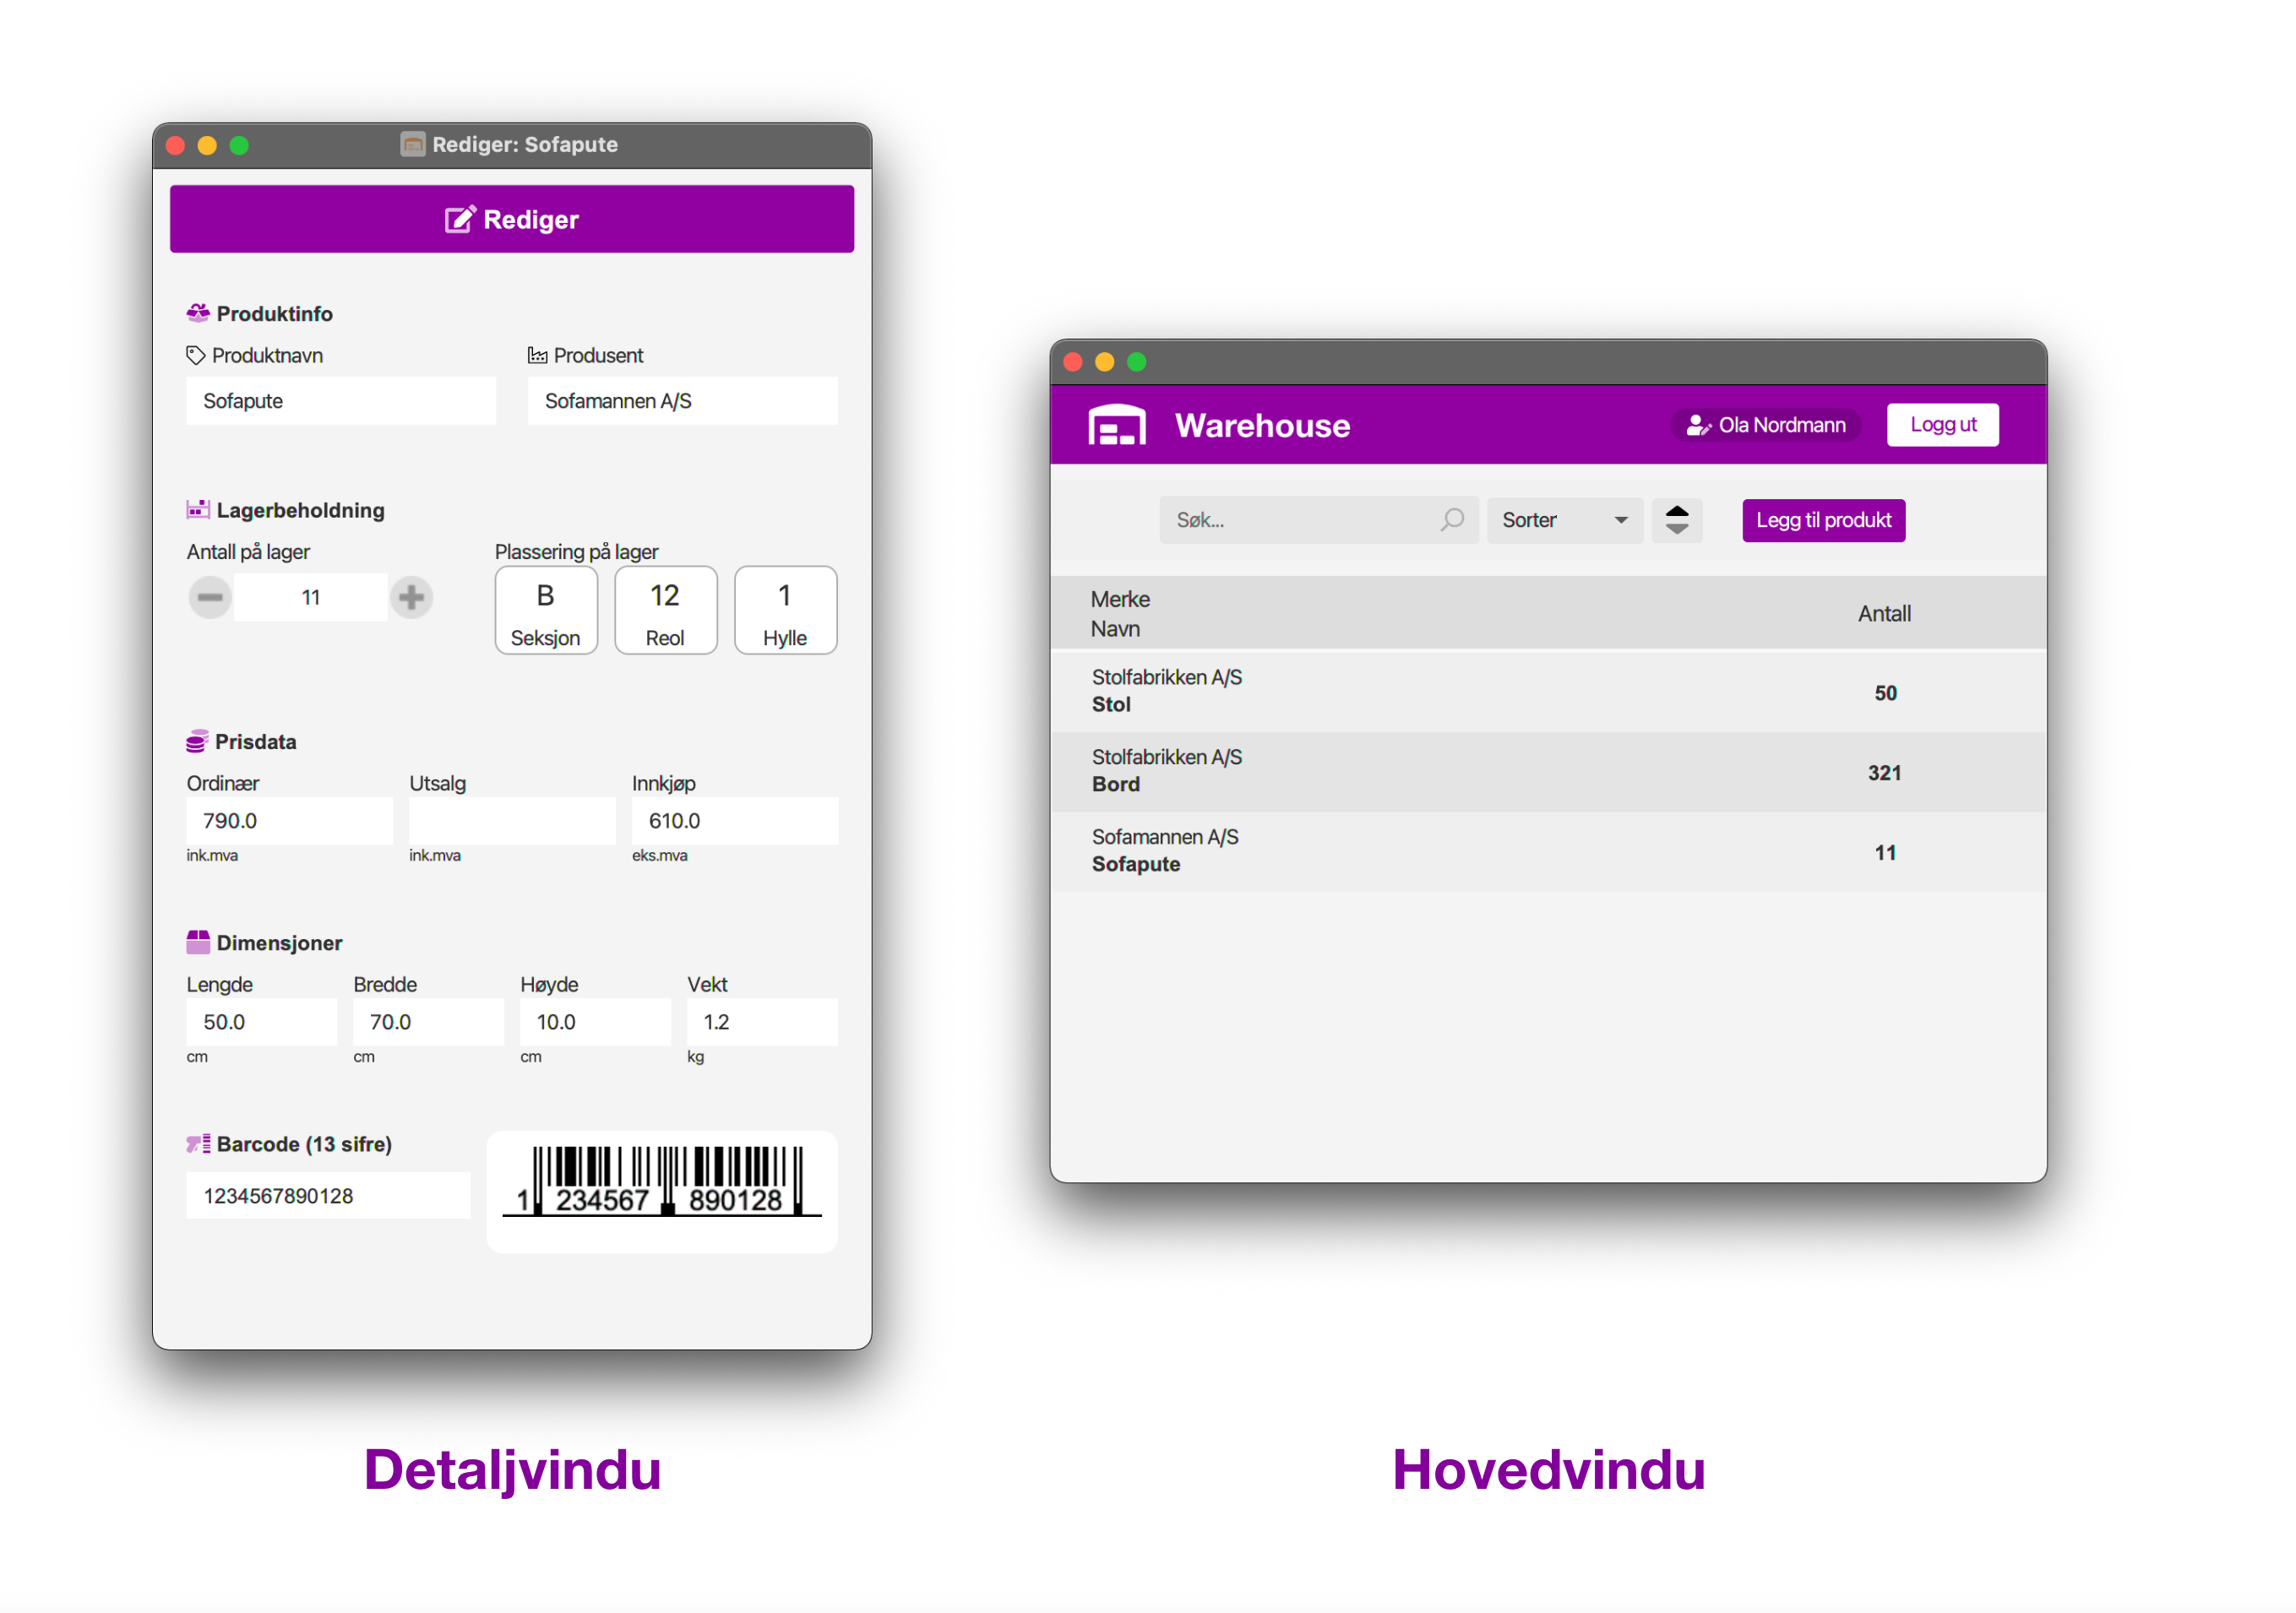 Rediger: Sofapute
Rediger
Produktinfo
Produktnavn
Produsent
Sofapute
Sofamannen A/S
Lagerbeholdning
Antall på lager
Plassering på lager
11
B
12
1
Seksjon
Reol
Hylle
Prisdata
Ordinær
Utsalg
Innkjøp
790.0
610.0
ink.mva
ink.mva
eks.mva
Dimensjoner
Lengde
Bredde
Høyde
Vekt
50.0
70.0
10.0
1.2
cm
cm
cm
kg
Barcode (13 sifre)
1234567890128
1 234567 890128
Detaljvindu
Warehouse
Ola Nordmann
Logg ut
Søk...
Sorter
Legg til produkt
Merke
Navn
Antall
Stolfabrikken A/S
Stol
50
Stolfabrikken A/S
Bord
321
Sofamannen A/S
Sofapute
11
Hovedvindu